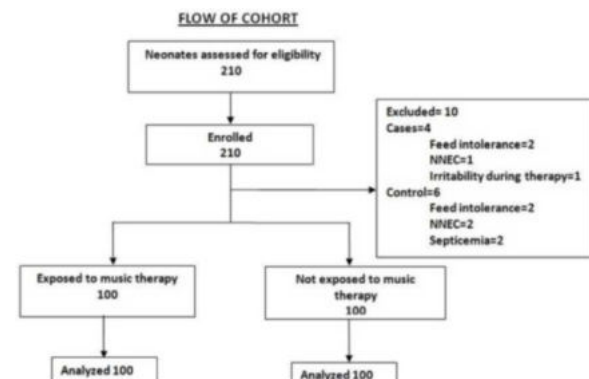 FLOW OF COHORT
Neonates assessed for eligibility
210
Enrolled
210
Excluded= 10
Cases=4
Feed intolerance=2
NNEC=1
Irritability during therapy=1
Control=6
Feed intolerance=2
NNEC=2
Septicemia=2
Exposed to music therapy
100
Not exposed to music
therapy
100
Analyzed 100
Analyzed 100